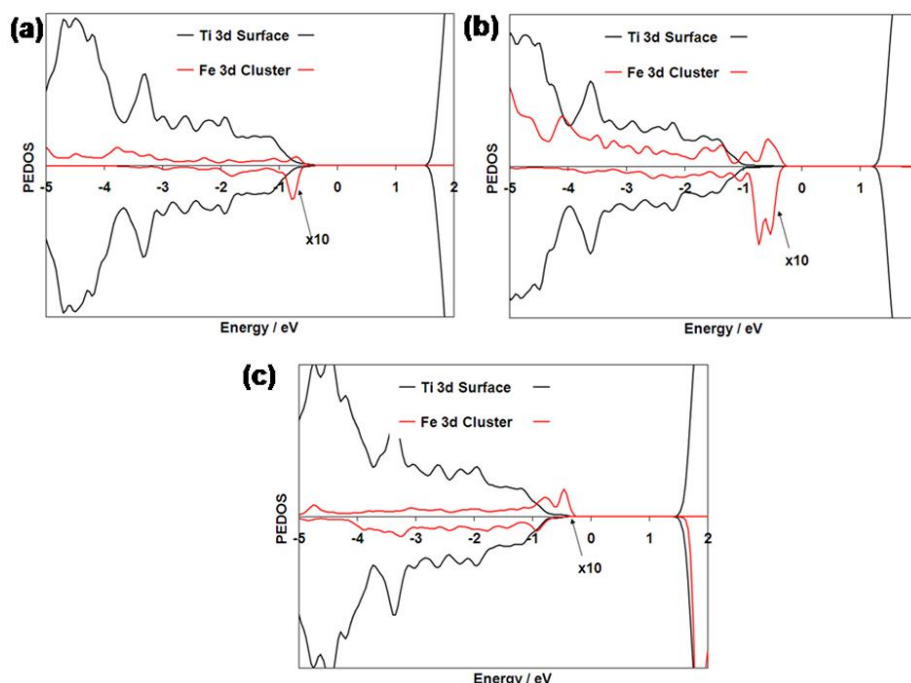 (a)
— Ti 3d Surface —
— Fe 3d Cluster —
PEDOS
-5 -4 -3 -2 -1 0 1 2
x10
Energy / eV
(b)
— Ti 3d Surface —
— Fe 3d Cluster —
PEDOS
-5 -4 -3 -2 -1 0 1
x10
Energy / eV
(c)
— Ti 3d Surface —
— Fe 3d Cluster —
PEDOS
-5 -4 -3 -2 -1 0 1 2
x10
Energy / eV